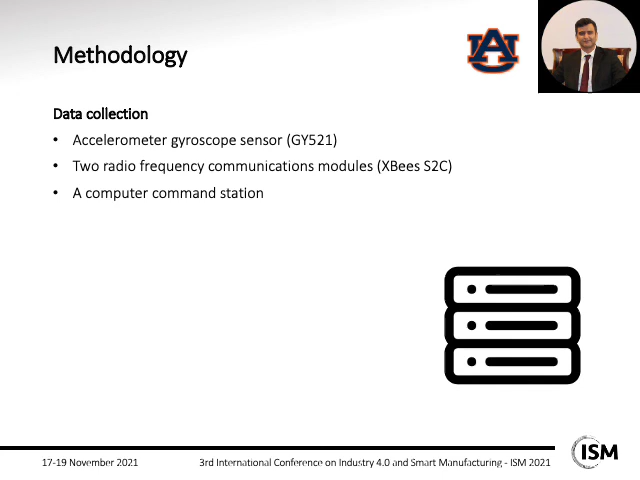 Methodology
AU
Data collection
• Accelerometer gyroscope sensor (GY521)
• Two radio frequency communications modules (XBees S2C)
• A computer command station
17-19 November 2021
3rd International Conference on Industry 4.0 and Smart Manufacturing - ISM 2021
ISM